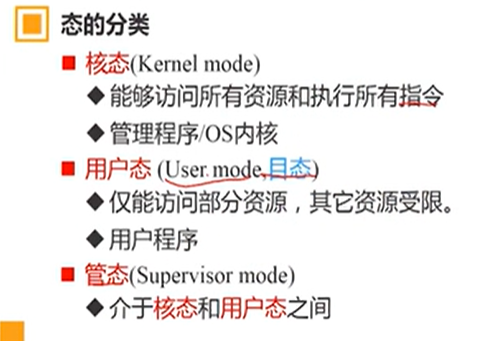 态的分类
核态(Kernel mode)
能够访问所有资源和执行所有指令
管理程序/OS内核
用户态 (User mode,目态)
仅能访问部分资源，其它资源受限。
用户程序
管态(Supervisor mode)
介于核态和用户态之间